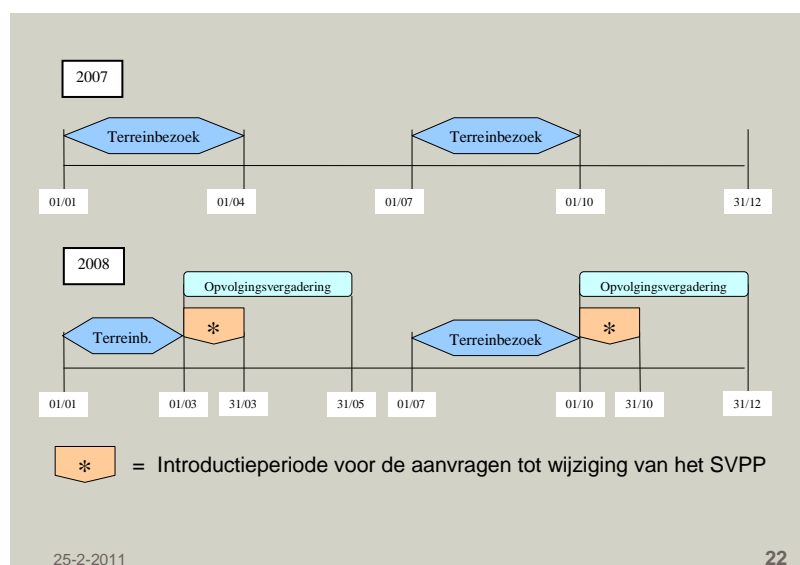 2007
Terreinbezoek Terreinbezoek
01/01 01/04 01/07 01/10 31/12
2008
Opvolgingsvergadering Opvolgingsvergadering
* *
Terreinb. Terreinbezoek
01/01 01/03 31/03 31/05 01/07 01/10 31/10 31/12
* = Introductieperiode voor de aanvragen tot wijziging van het SVPP
25-2-2011 22